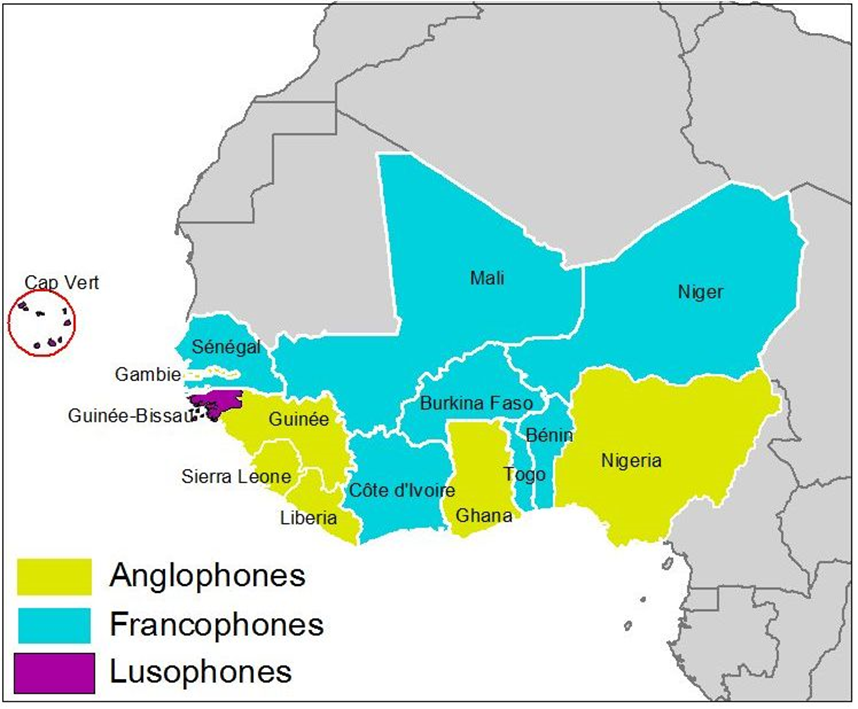 Cap Vert
Mali
Niger
Sénégal
Gambie
Burkina Faso
Guinée-Bissau
Guinée
Bénin
Nigeria
Sierra Leone
Togo
Côte d'Ivoire
Liberia
Ghana
Anglophones
Francophones
Lusophones